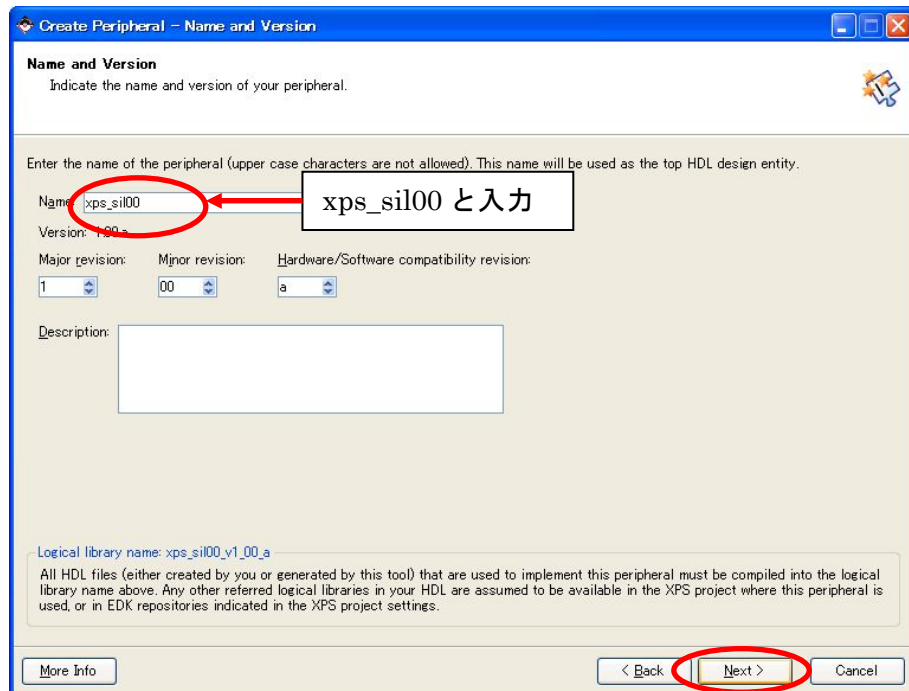 Create Peripheral - Name and Version
Name and Version
Indicate the name and version of your peripheral.
Enter the name of the peripheral (upper case characters are not allowed). This name will be used as the top HDL design entity.
Name: xps_sil00
xps_sil00 と入力
Version: 1.00.a
Major revision: Minor revision: Hardware/Software compatibility revision:
1 00 a
Description:
Logical library name: xps_sil00_v1_00_a
All HDL files (either created by you or generated by this tool) that are used to implement this peripheral must be compiled into the logical
library name above. Any other referred logical libraries in your HDL are assumed to be available in the XPS project where this peripheral is
used, or in EDK repositories indicated in the XPS project settings.
More Info < Back Next > Cancel